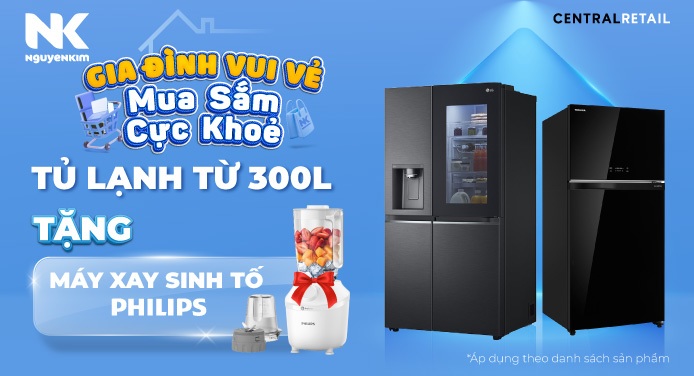 NK
NGUYENKIM
CENTRALRETAIL
GIA ĐÌNH VUI VẺ
Mua Sắm
Cực Khoẻ
NK
TỦ LẠNH TỪ 300L
TẶNG
MÁY XAY SINH TỐ
PHILIPS
PHILIPS
LG
*Áp dụng theo danh sách sản phẩm